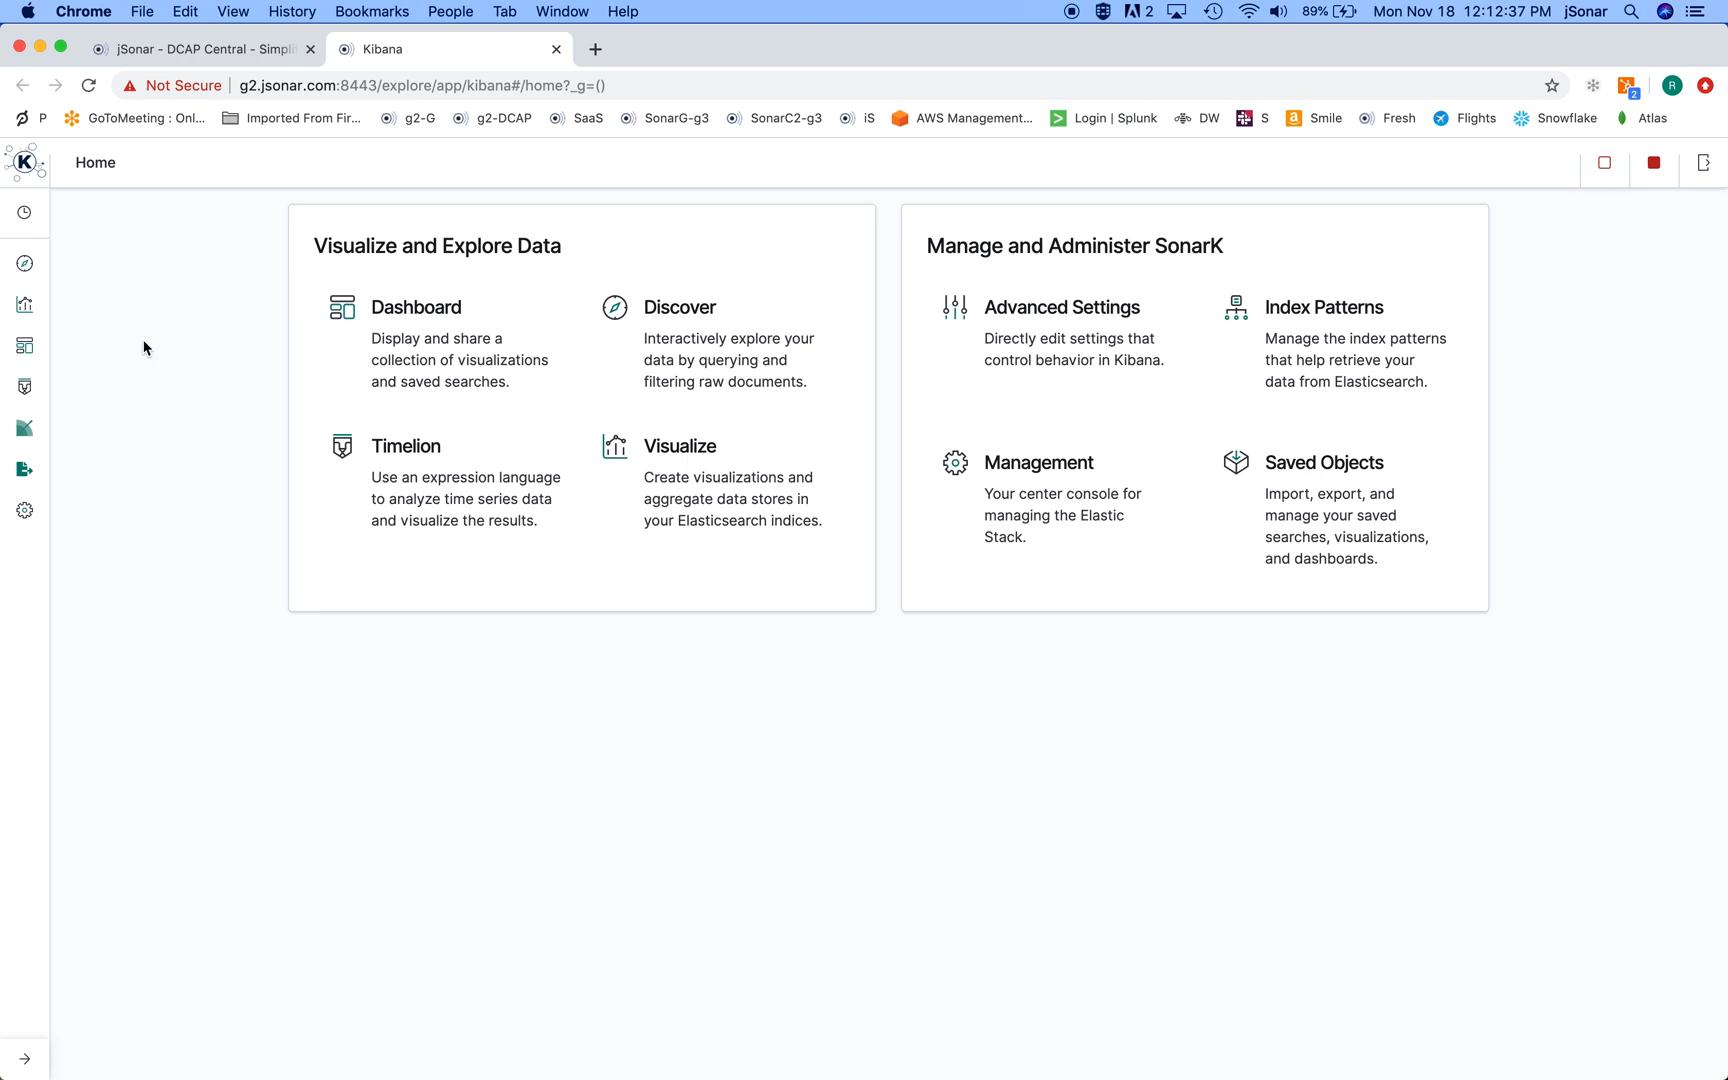 Chrome File Edit View History Bookmarks People Tab Window Help 2 89% Mon Nov 18 12:12:37 PM jSonar
jSonar - DCAP Central - Simpli Kibana
Not Secure g2.jsonar.com:8443/explore/app/kibana#/home?_g=() 2 R
P GoToMeeting : Onl... Imported From Fir... g2-G g2-DCAP SaaS SonarG-g3 SonarC2-g3 iS AWS Management... Login | Splunk DW S Smile Fresh Flights Snowflake Atlas
K Home
Visualize and Explore Data
Dashboard
Display and share a
collection of visualizations
and saved searches.
Discover
Interactively explore your
data by querying and
filtering raw documents.
Timelion
Use an expression language
to analyze time series data
and visualize the results.
Visualize
Create visualizations and
aggregate data stores in
your Elasticsearch indices.
Manage and Administer SonarK
Advanced Settings
Directly edit settings that
control behavior in Kibana.
Index Patterns
Manage the index patterns
that help retrieve your
data from Elasticsearch.
Management
Your center console for
managing the Elastic
Stack.
Saved Objects
Import, export, and
manage your saved
searches, visualizations,
and dashboards.